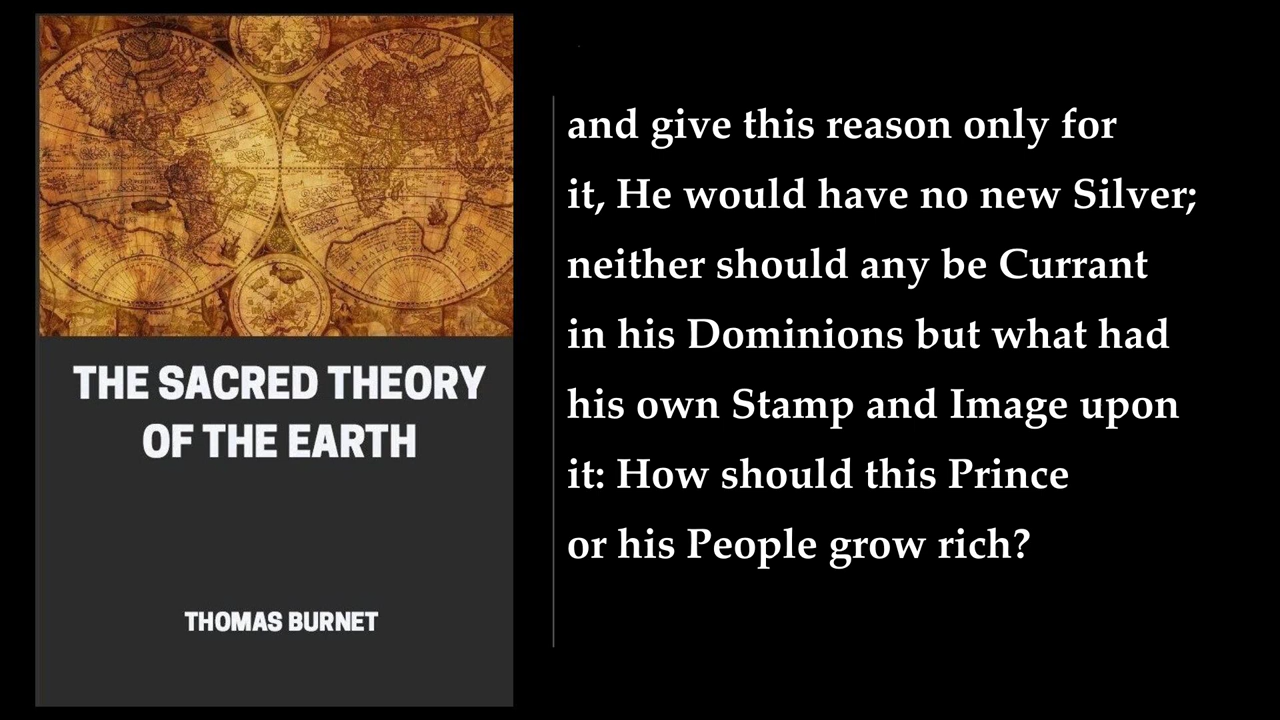 THE SACRED THEORY
OF THE EARTH
THOMAS BURNET
and give this reason only for
it, He would have no new Silver;
neither should any be Currant
in his Dominions but what had
his own Stamp and Image upon
it: How should this Prince
or his People grow rich?